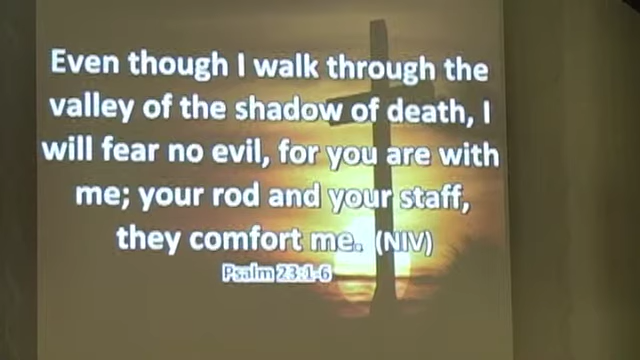 Even though I walk through the
valley of the shadow of death, I
will fear no evil, for you are with
me; your rod and your staff,
they comfort me. (NIV)
Psalm 23:1-6